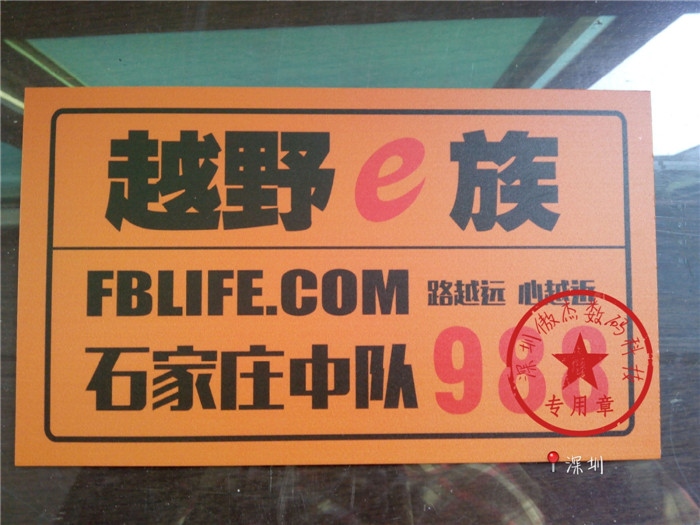 越野e族
FBLIFE.COM 路越远 心越近
石家庄中队 988
深圳傲杰数码科技
专用章
深圳